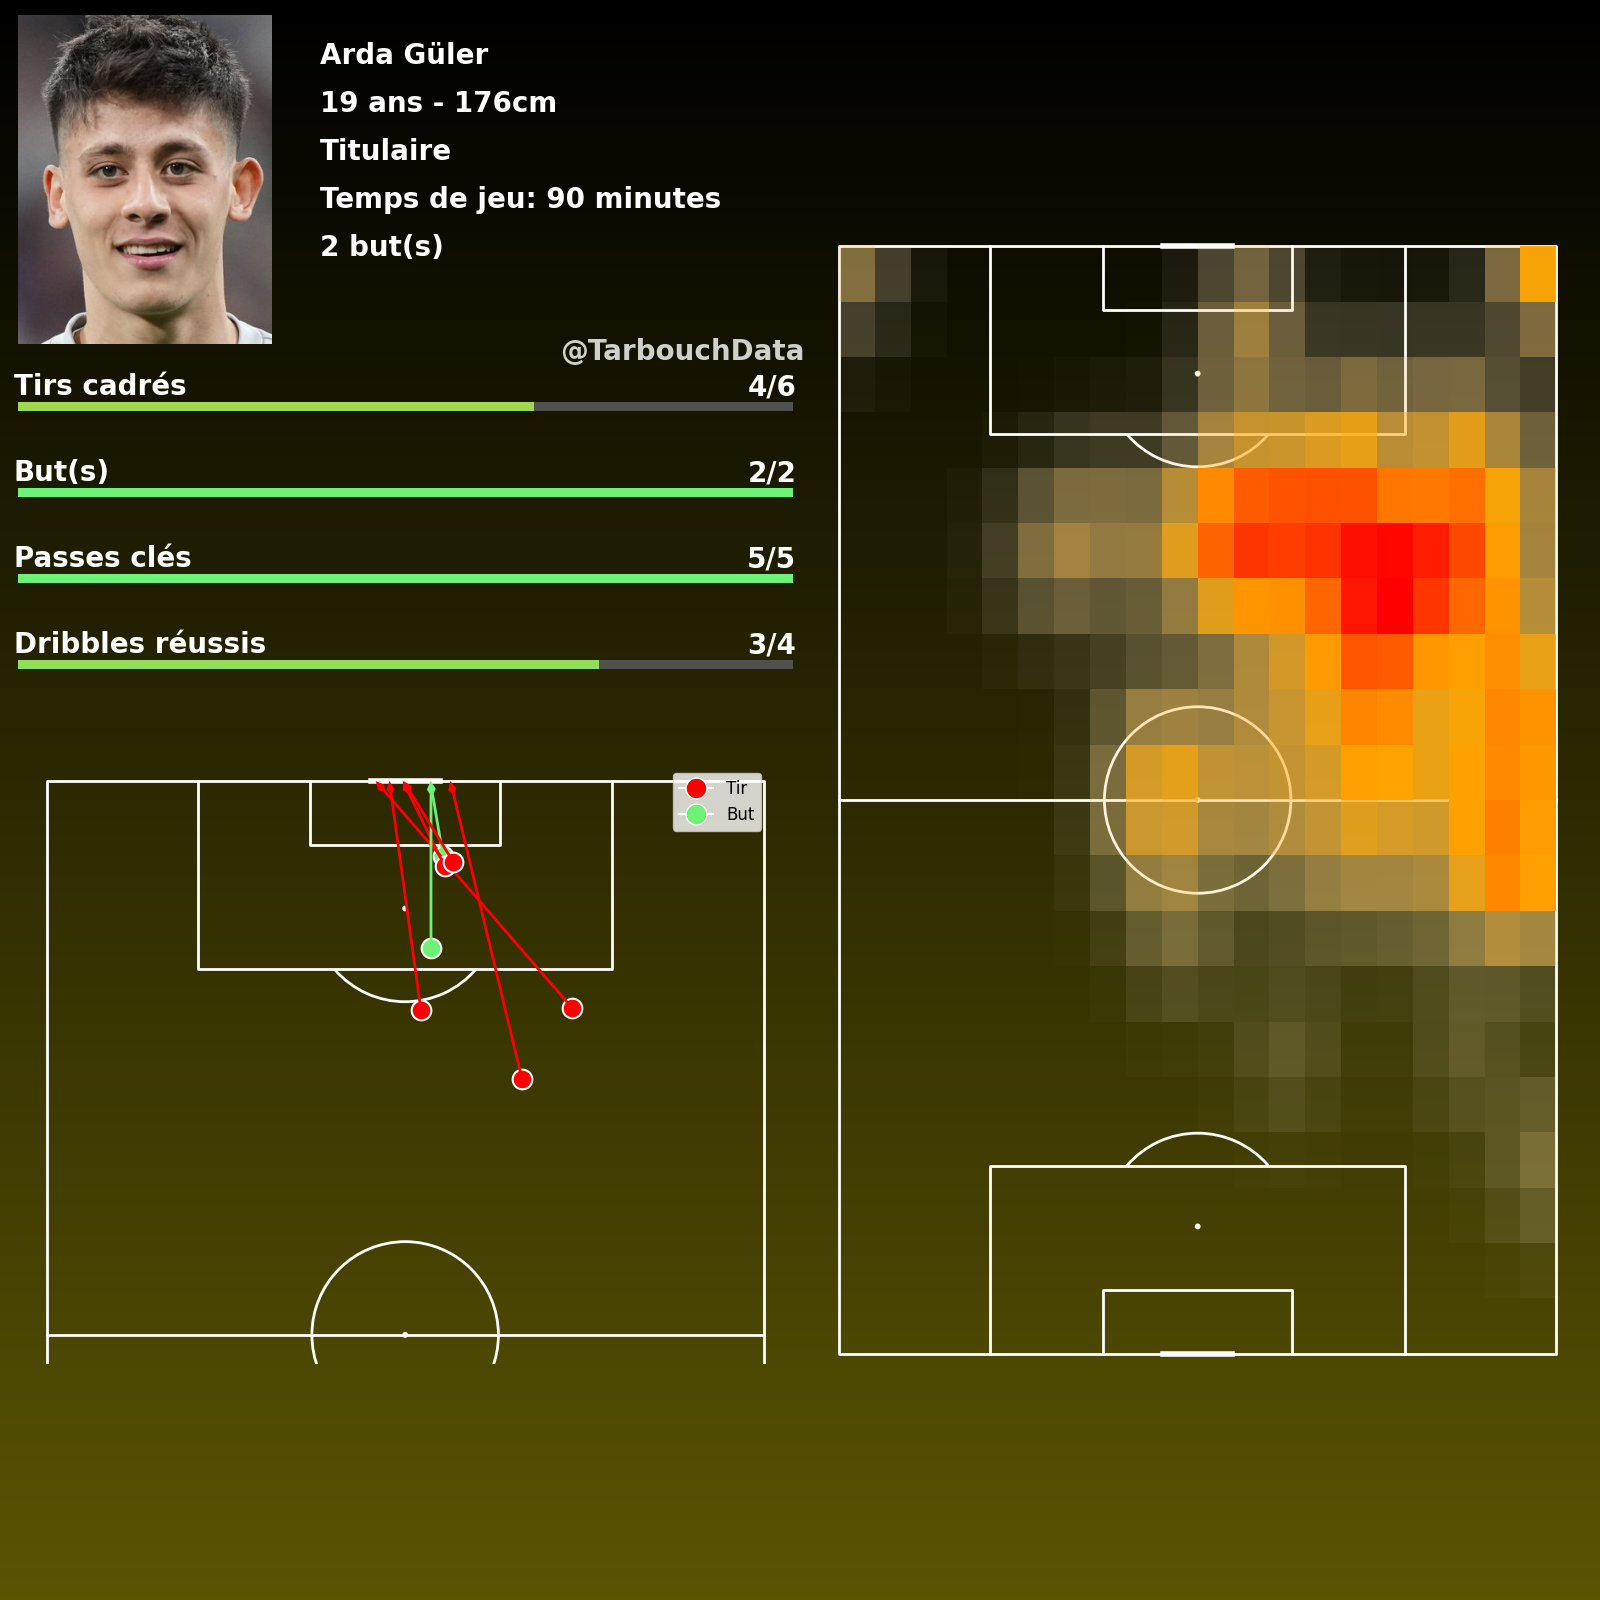 Arda Güler
19 ans - 176cm
Titulaire
Temps de jeu: 90 minutes
2 but(s)
@TarbouchData
Tirs cadrés 4/6
But(s) 2/2
Passes clés 5/5
Dribbles réussis 3/4
Tir
But